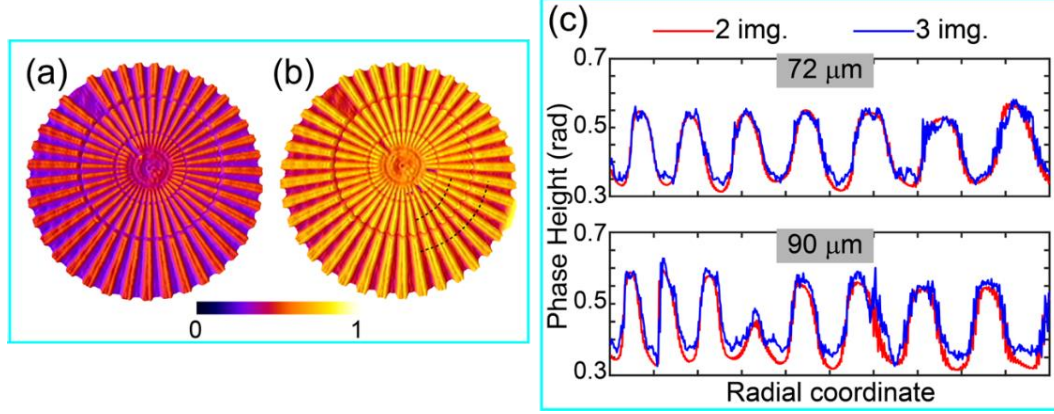 (a)
(b)
0
1
(c)
2 img.
3 img.
Phase Height (rad)
0.7
72 μm
0.5
0.3
0.7
90 μm
0.5
0.3
Radial coordinate